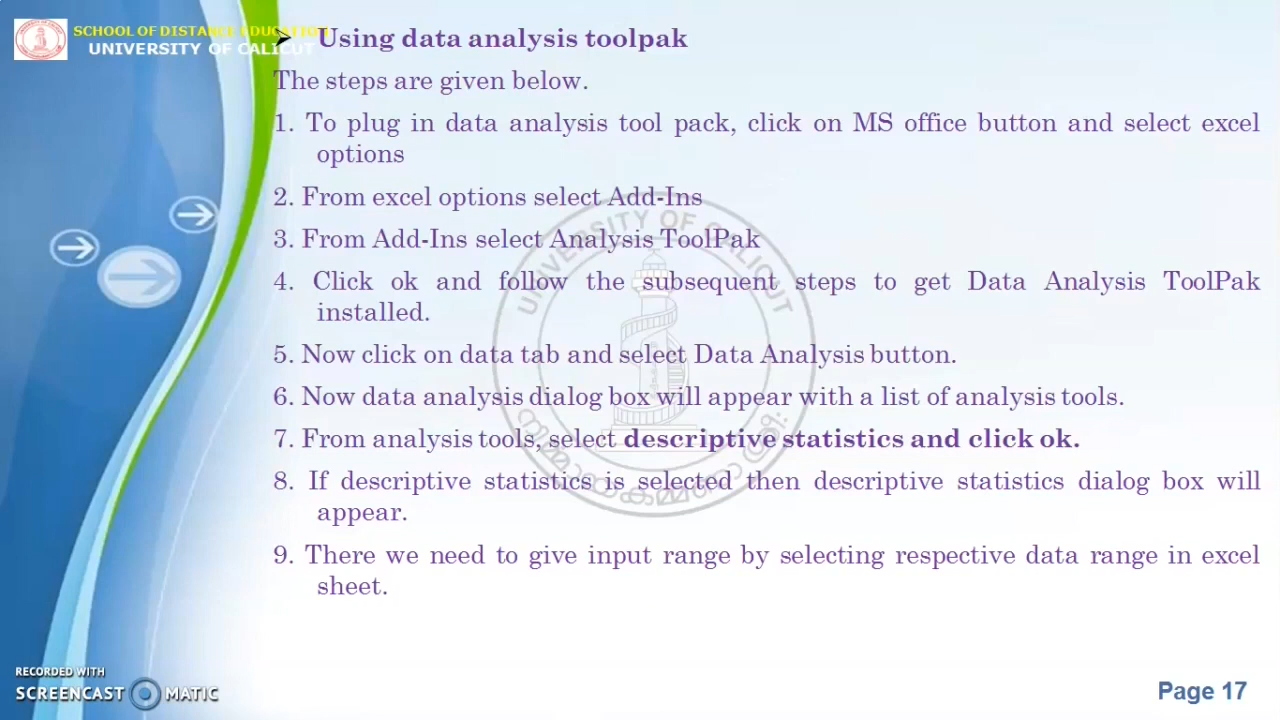 SCHOOL OF DISTANCE EDUCATION
UNIVERSITY OF CALICUT
➤ Using data analysis toolpak
The steps are given below.
1. To plug in data analysis tool pack, click on MS office button and select excel
options
2. From excel options select Add-Ins
3. From Add-Ins select Analysis ToolPak
4. Click ok and follow the subsequent steps to get Data Analysis ToolPak
installed.
5. Now click on data tab and select Data Analysis button.
6. Now data analysis dialog box will appear with a list of analysis tools.
7. From analysis tools, select descriptive statistics and click ok.
8. If descriptive statistics is selected then descriptive statistics dialog box will
appear.
9. There we need to give input range by selecting respective data range in excel
sheet.
UNIVERSITY OF CALICUT
RECORDED WITH
SCREENCAST MATIC
Page 17